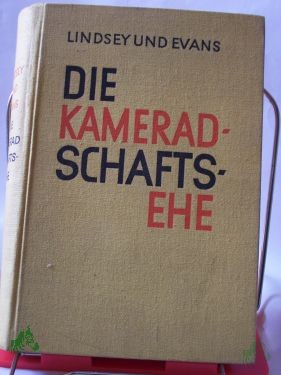 LINDSEY UND EVANS
DIE
KAMERAD-
SCHAFTS-
EHE